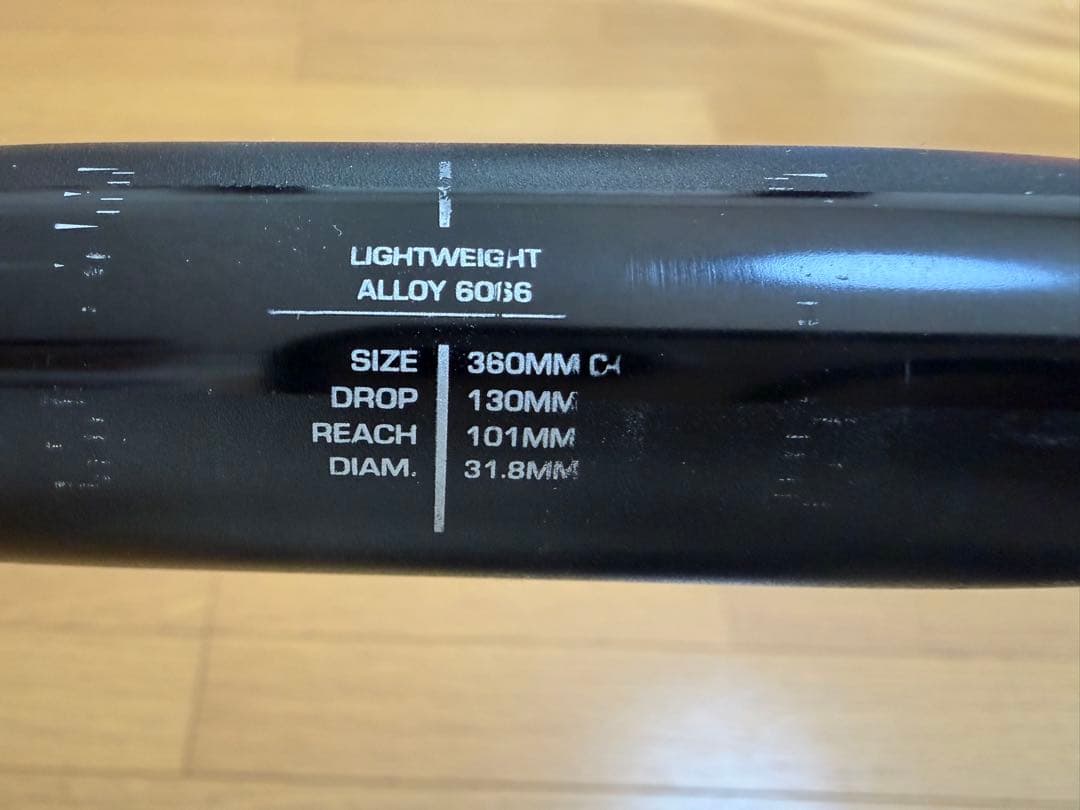 LIGHTWEIGHT
ALLOY 6066
SIZE 360MM
DROP 130MM
REACH 101MM
DIAM. 31.8MM